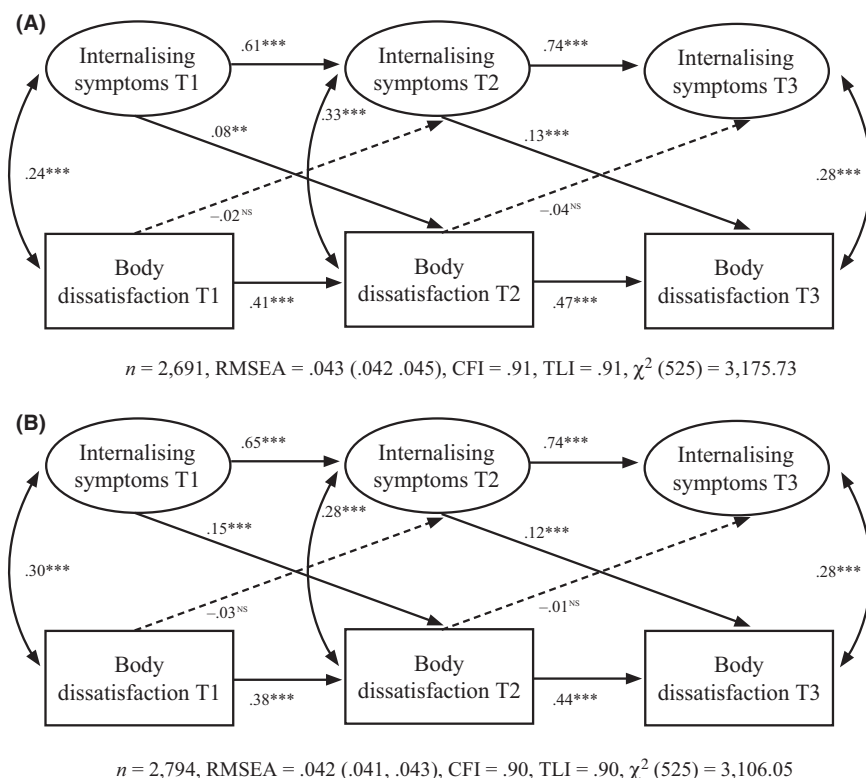 (A)
Internalising
symptoms T1
.61***
Internalising
symptoms T2
.74***
Internalising
symptoms T3
.33***
.08**
.13***
.24***
.28***
–.02NS
–.04NS
Body
dissatisfaction T1
.41***
Body
dissatisfaction T2
.47***
Body
dissatisfaction T3
n = 2,691, RMSEA = .043 (.042 .045), CFI = .91, TLI = .91, χ² (525) = 3,175.73
(B)
Internalising
symptoms T1
.65***
Internalising
symptoms T2
.74***
Internalising
symptoms T3
.28***
.15***
.12***
.30***
.28***
–.03NS
–.01NS
Body
dissatisfaction T1
.38***
Body
dissatisfaction T2
.44***
Body
dissatisfaction T3
n = 2,794, RMSEA = .042 (.041, .043), CFI = .90, TLI = .90, χ² (525) = 3,106.05